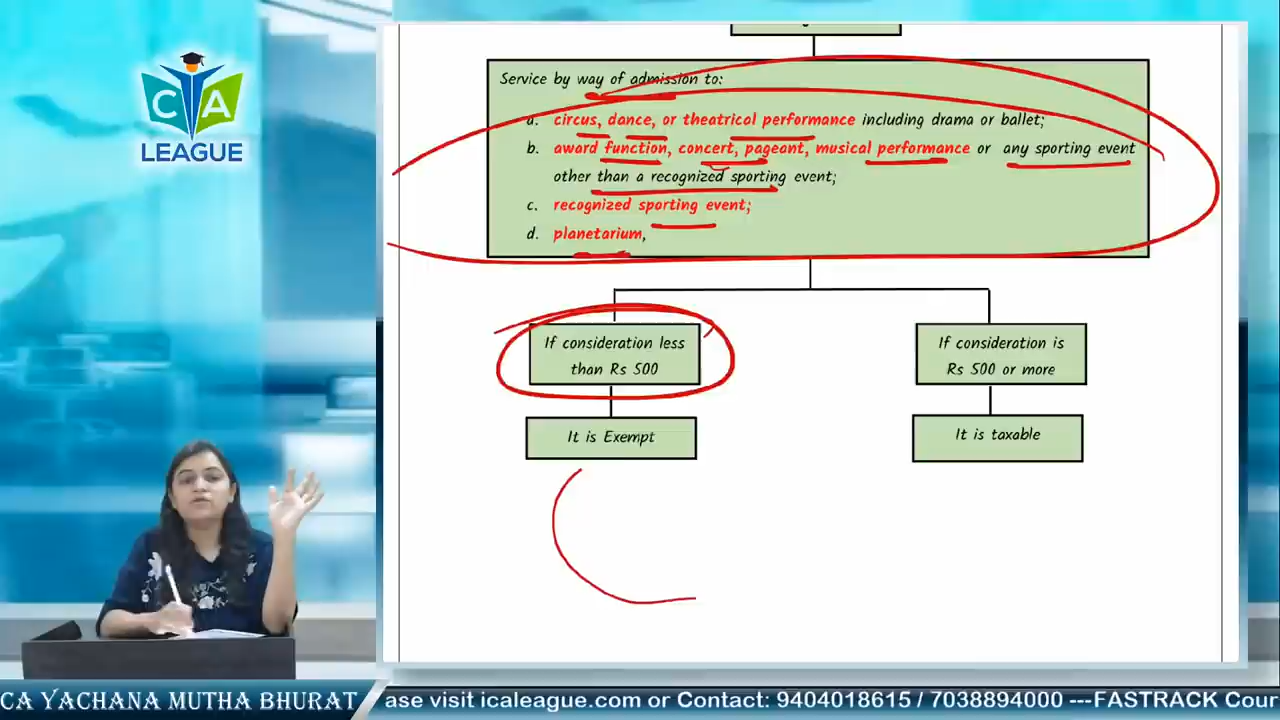 CA
LEAGUE
Service by way of admission to:
a. circus, dance, or theatrical performance including drama or ballet;
b. award function, concert, pageant, musical performance or any sporting event
other than a recognized sporting event;
c. recognized sporting event;
d. planetarium,
If consideration less
than Rs 500
If consideration is
Rs 500 or more
It is Exempt
It is taxable
CA YACHANA MUTHA BHURAT
ase visit icaleague.com or Contact: 9404018615 / 7038894000 ---FASTRACK Cour